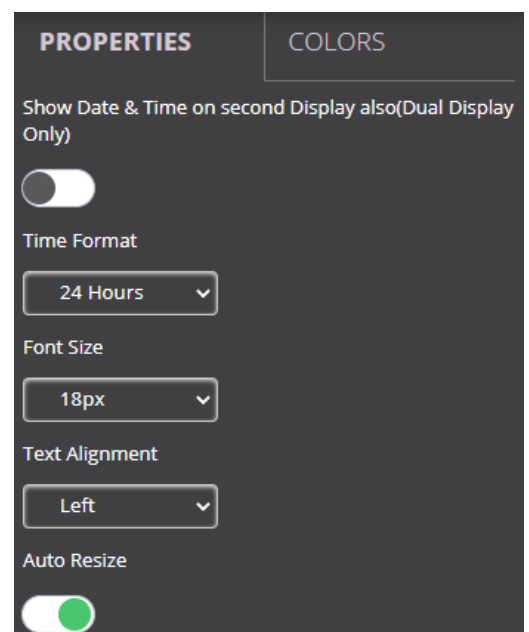 PROPERTIES
COLORS
Show Date & Time on second Display also(Dual Display
Only)
Time Format
24 Hours
Font Size
18px
Text Alignment
Left
Auto Resize